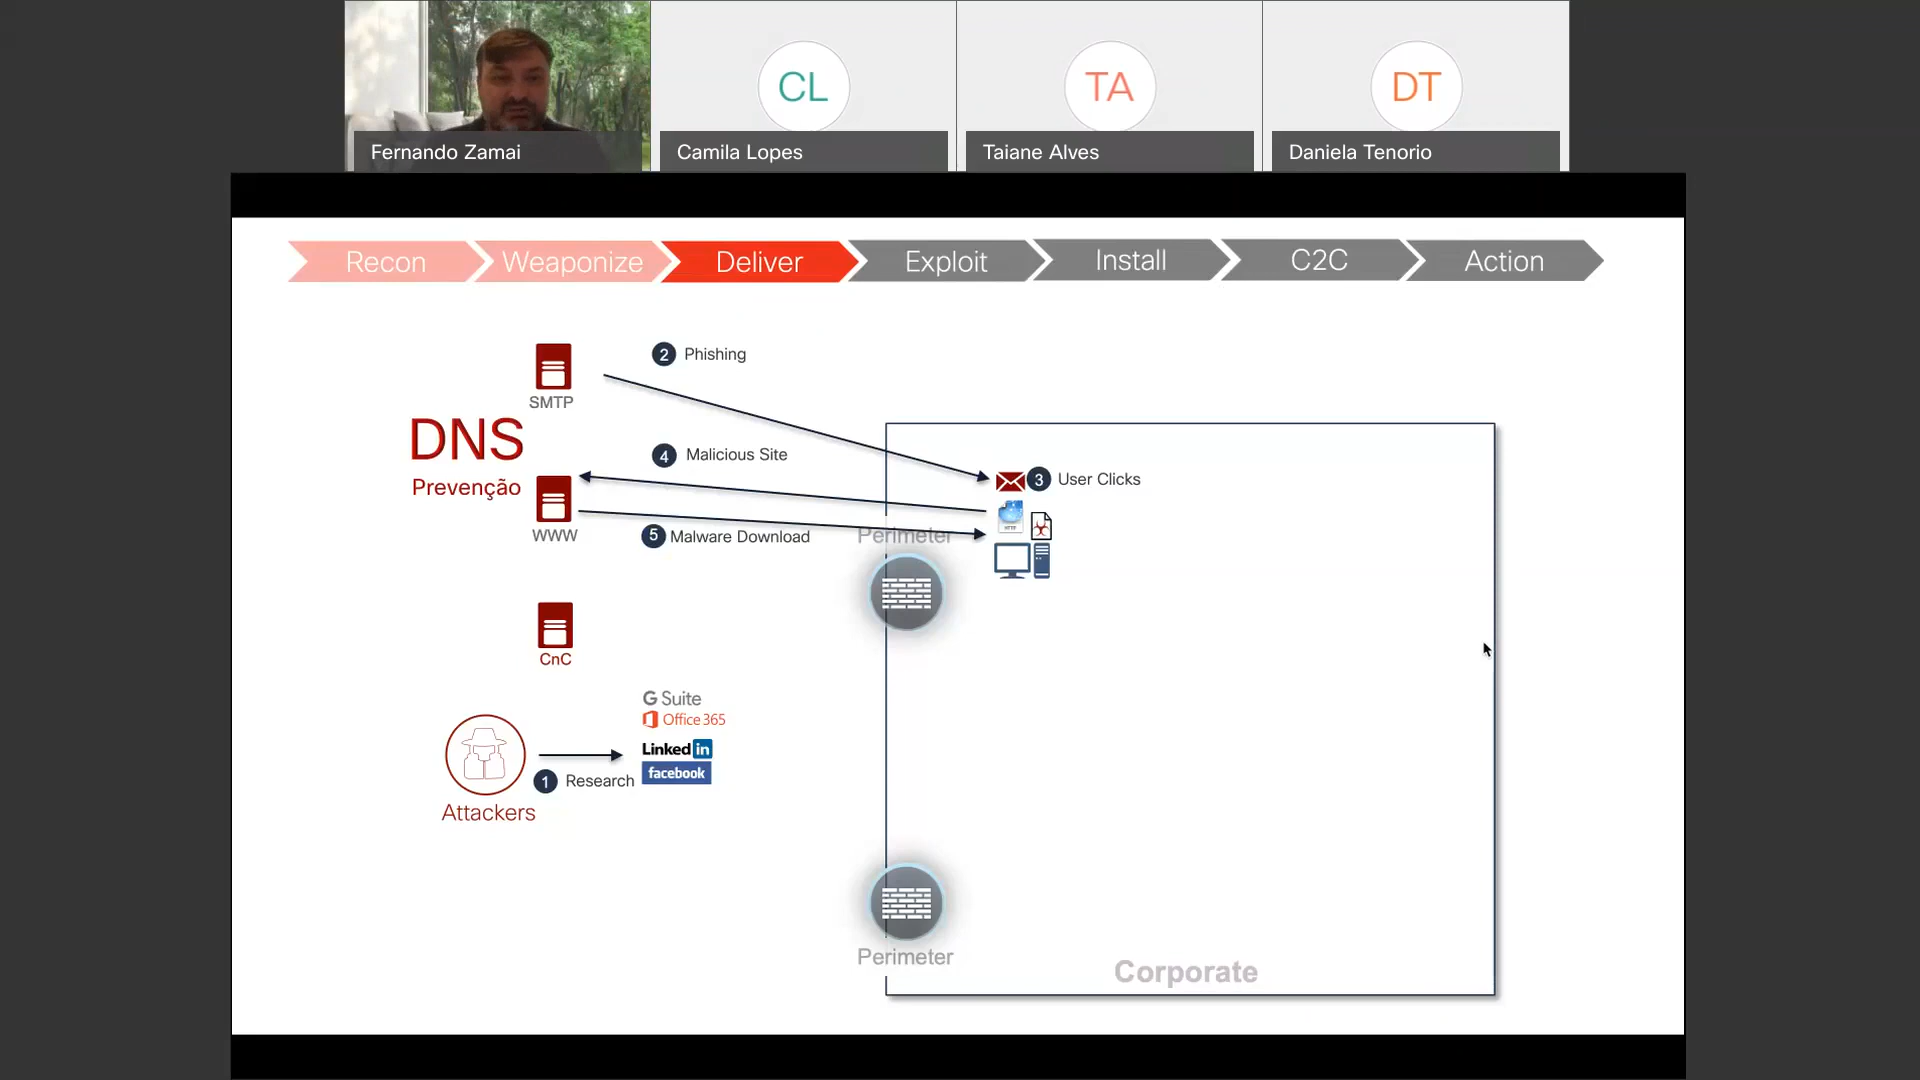 CL
TA
DT
Fernando Zamai
Camila Lopes
Taiane Alves
Daniela Tenorio
Recon
Weaponize
Deliver
Exploit
Install
C2C
Action
2 Phishing
SMTP
DNS
Prevenção
4 Malicious Site
3 User Clicks
HTTP
WWW
5 Malware Download
Perimeter
CnC
G Suite
Office 365
Linked in
facebook
1 Research
Attackers
Perimeter
Corporate